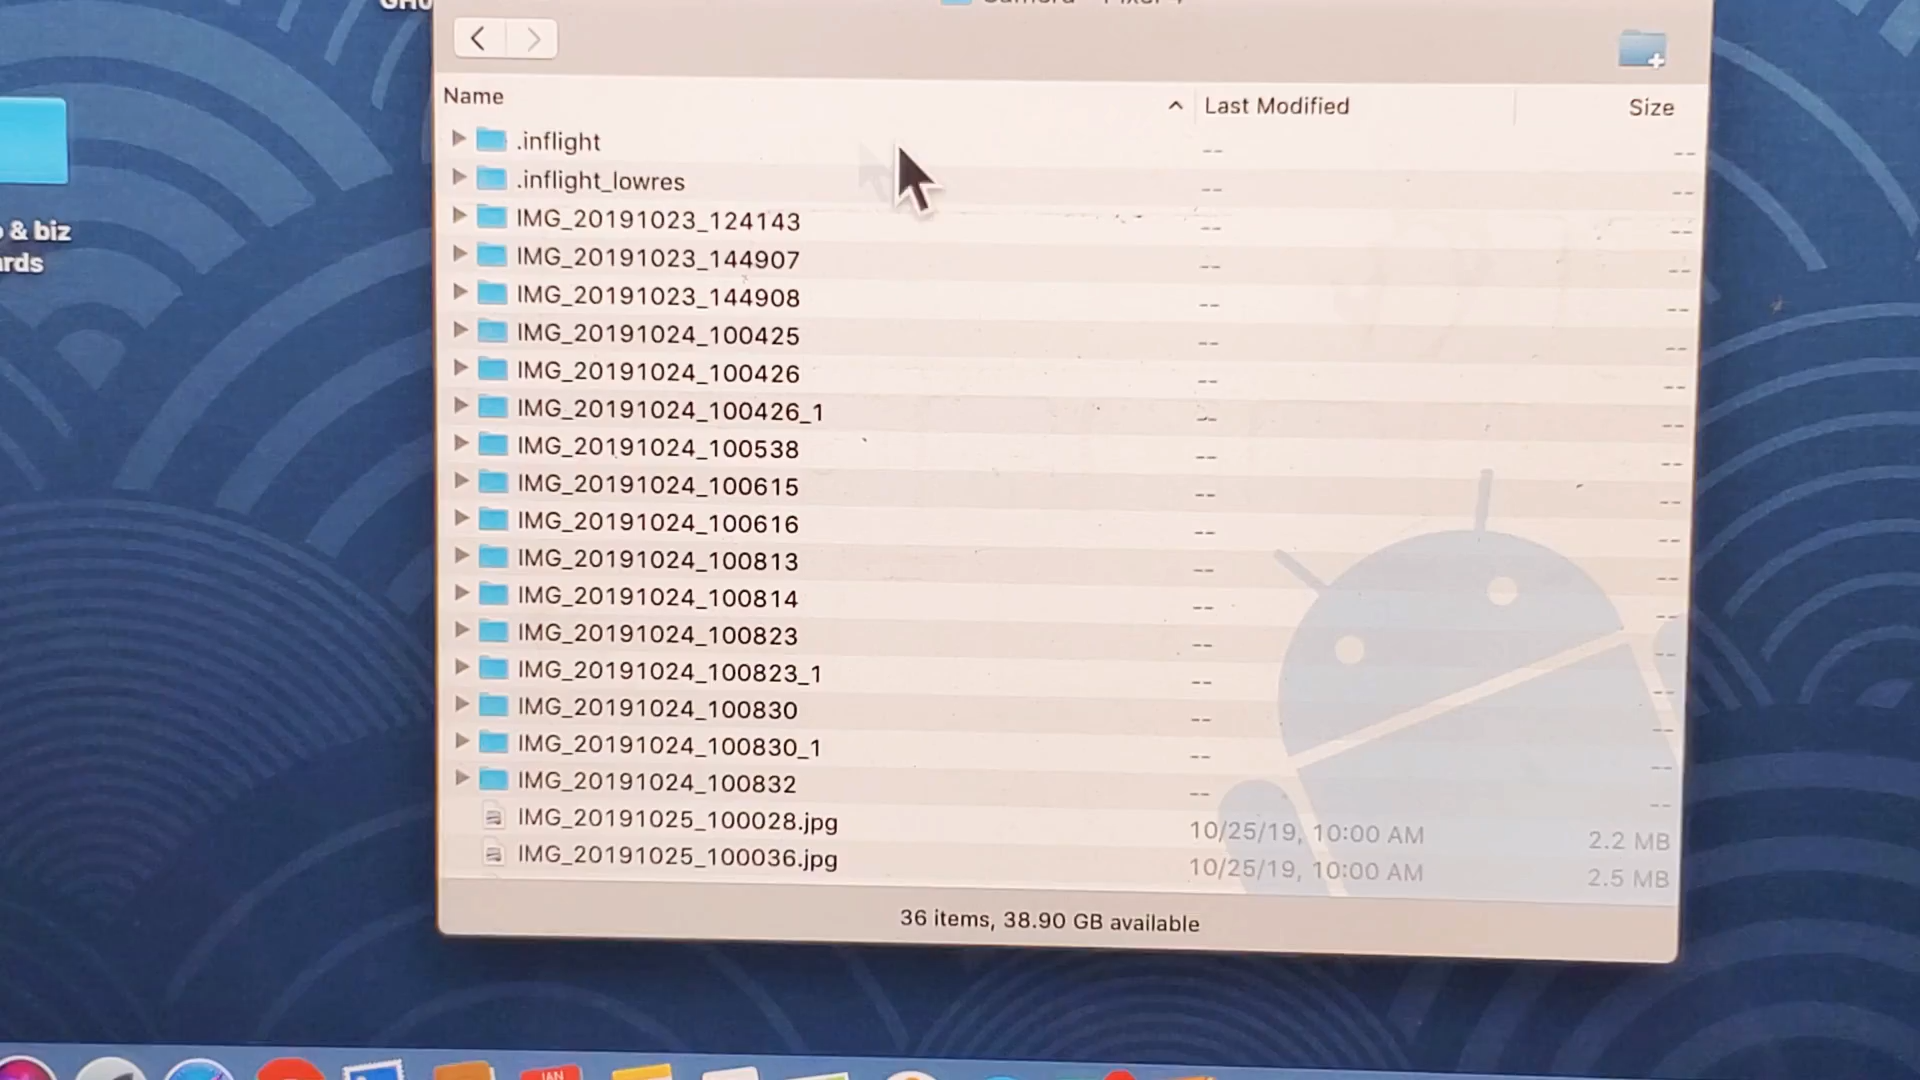 Name Last Modified Size
.inflight -- --
.inflight_lowres -- --
IMG_20191023_124143 -- --
IMG_20191023_144907 -- --
IMG_20191023_144908 -- --
IMG_20191024_100425 -- --
IMG_20191024_100426 -- --
IMG_20191024_100426_1 -- --
IMG_20191024_100538 -- --
IMG_20191024_100615 -- --
IMG_20191024_100616 -- --
IMG_20191024_100813 -- --
IMG_20191024_100814 -- --
IMG_20191024_100823 -- --
IMG_20191024_100823_1 -- --
IMG_20191024_100830 -- --
IMG_20191024_100830_1 -- --
IMG_20191024_100832 -- --
IMG_20191025_100028.jpg 10/25/19, 10:00 AM 2.2 MB
IMG_20191025_100036.jpg 10/25/19, 10:00 AM 2.5 MB
36 items, 38.90 GB available
& biz
JAN